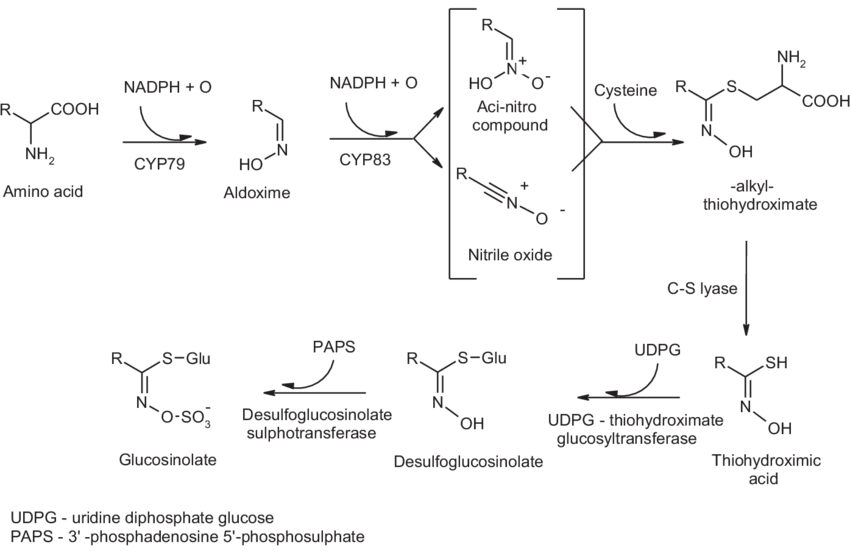 R
COOH
NH2
Amino acid
NADPH + O
CYP79
R
N
HO
Aldoxime
NADPH + O
CYP83
R
+
HO N O-
Aci-nitro
compound
R
+
N
O -
Nitrile oxide
Cysteine
NH2
R S
COOH
N
OH
-alkyl-
thiohydroximate
C-S lyase
R SH
N
OH
Thiohydroximic
acid
UDPG
UDPG - thiohydroximate
glucosyltransferase
R S-Glu
N
OH
Desulfoglucosinolate
PAPS
Desulfoglucosinolate
sulphotransferase
R S-Glu
N
O-SO3-
Glucosinolate
UDPG - uridine diphosphate glucose
PAPS - 3' -phosphadenosine 5'-phosphosulphate